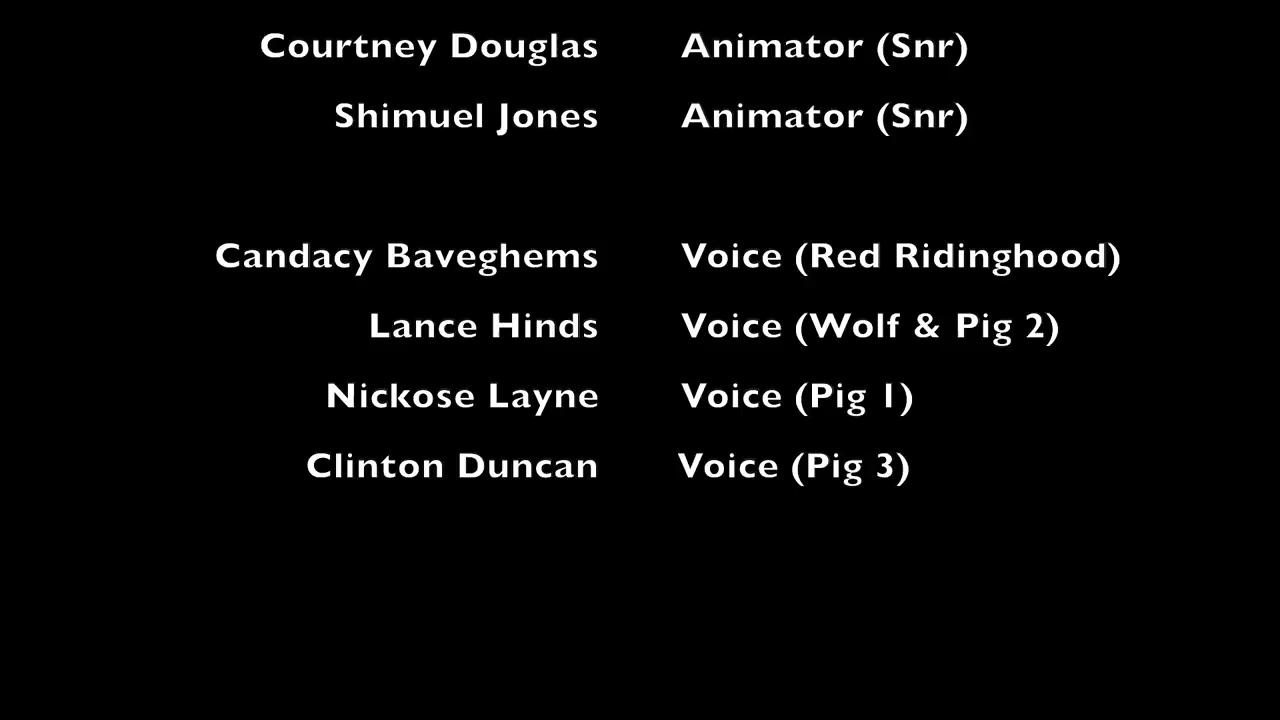 Courtney Douglas Animator (Snr)
Shimuel Jones Animator (Snr)
Candacy Baveghems Voice (Red Ridinghood)
Lance Hinds Voice (Wolf & Pig 2)
Nickose Layne Voice (Pig 1)
Clinton Duncan Voice (Pig 3)